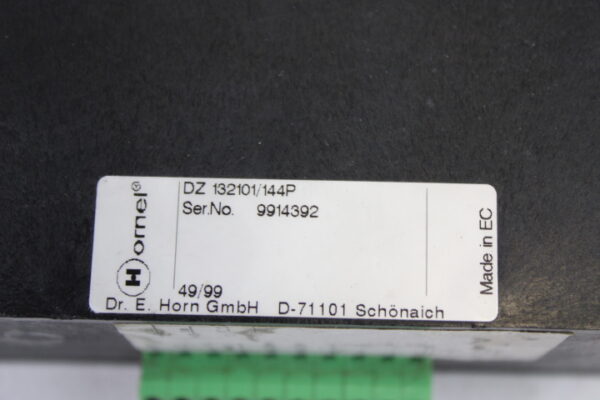 Hornel®
DZ 132101/144P
Ser.No. 9914392
49/99
Dr. E. Horn GmbH D-71101 Schönaich
Made in EC